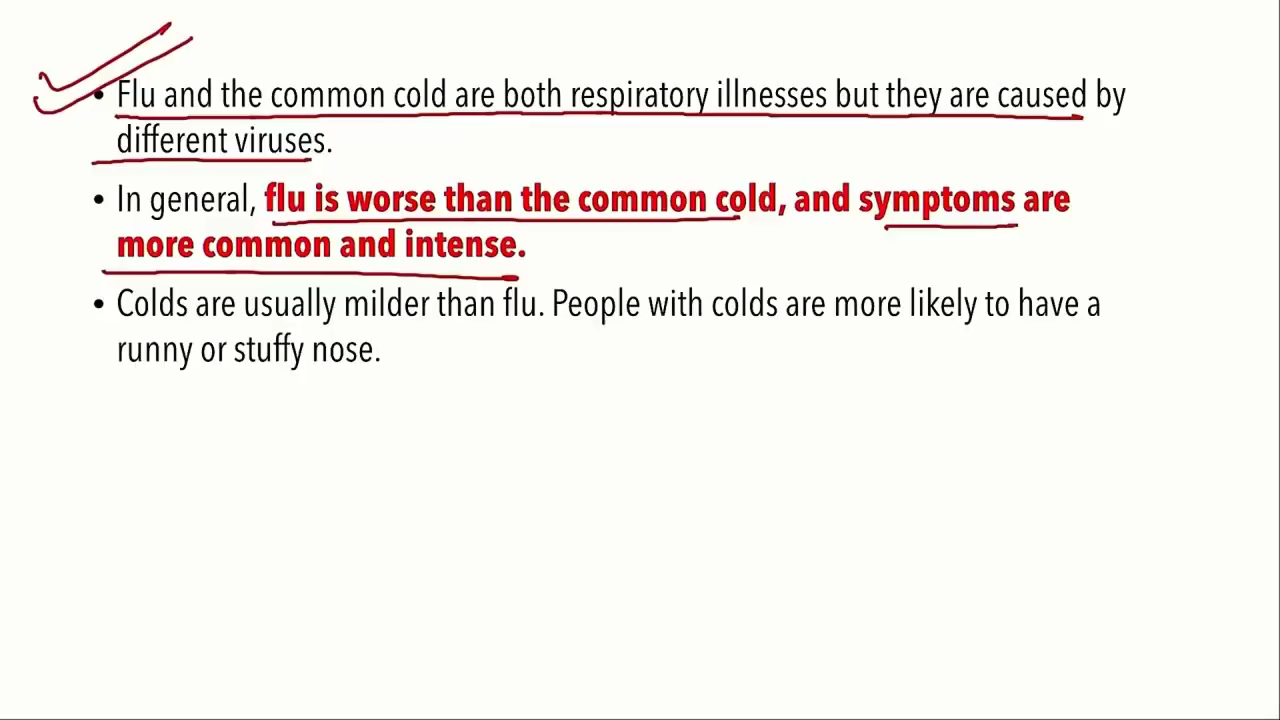 • Flu and the common cold are both respiratory illnesses but they are caused by
different viruses.
• In general, flu is worse than the common cold, and symptoms are
more common and intense.
• Colds are usually milder than flu. People with colds are more likely to have a
runny or stuffy nose.